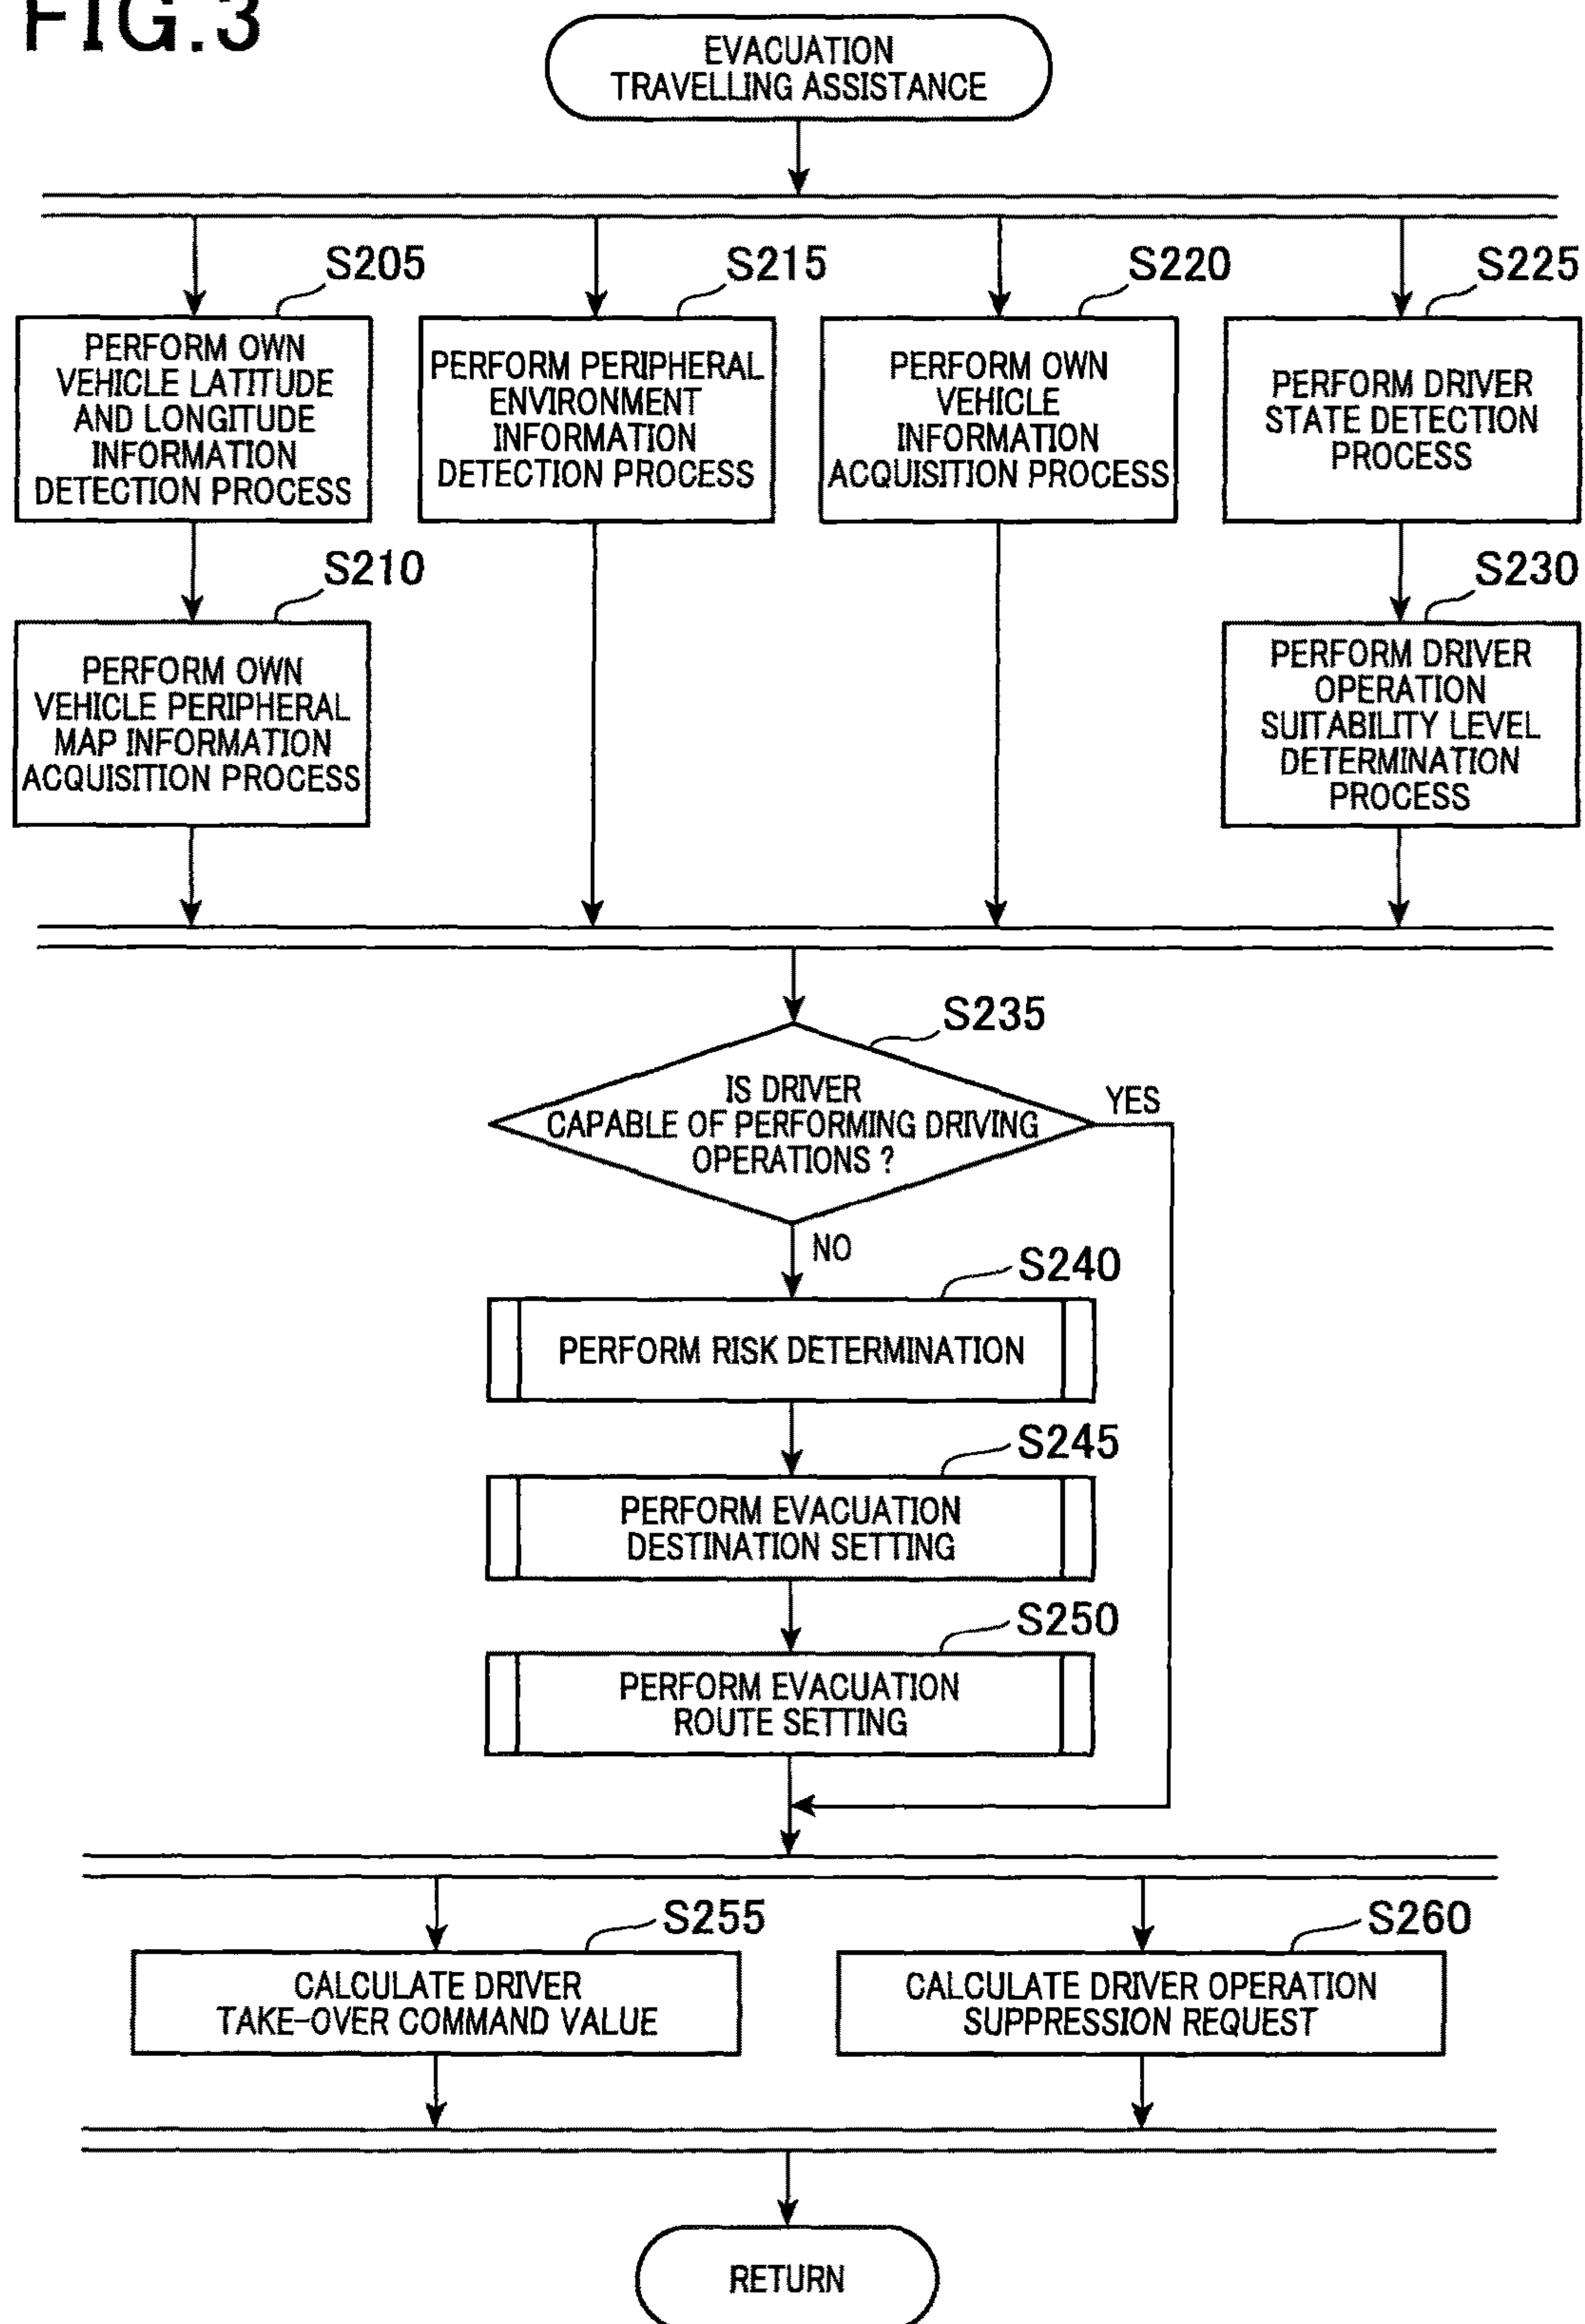 FIG.3
EVACUATION
TRAVELLING ASSISTANCE
S205
PERFORM OWN
VEHICLE LATITUDE
AND LONGITUDE
INFORMATION
DETECTION PROCESS
S215
PERFORM PERIPHERAL
ENVIRONMENT
INFORMATION
DETECTION PROCESS
S220
PERFORM OWN
VEHICLE
INFORMATION
ACQUISITION PROCESS
S225
PERFORM DRIVER
STATE DETECTION
PROCESS
S210
PERFORM OWN
VEHICLE PERIPHERAL
MAP INFORMATION
ACQUISITION PROCESS
S230
PERFORM DRIVER
OPERATION
SUITABILITY LEVEL
DETERMINATION
PROCESS
S235
IS DRIVER
CAPABLE OF PERFORMING DRIVING
OPERATIONS ?
YES
NO
S240
PERFORM RISK DETERMINATION
S245
PERFORM EVACUATION
DESTINATION SETTING
S250
PERFORM EVACUATION
ROUTE SETTING
S255
CALCULATE DRIVER
TAKE-OVER COMMAND VALUE
S260
CALCULATE DRIVER OPERATION
SUPPRESSION REQUEST
RETURN